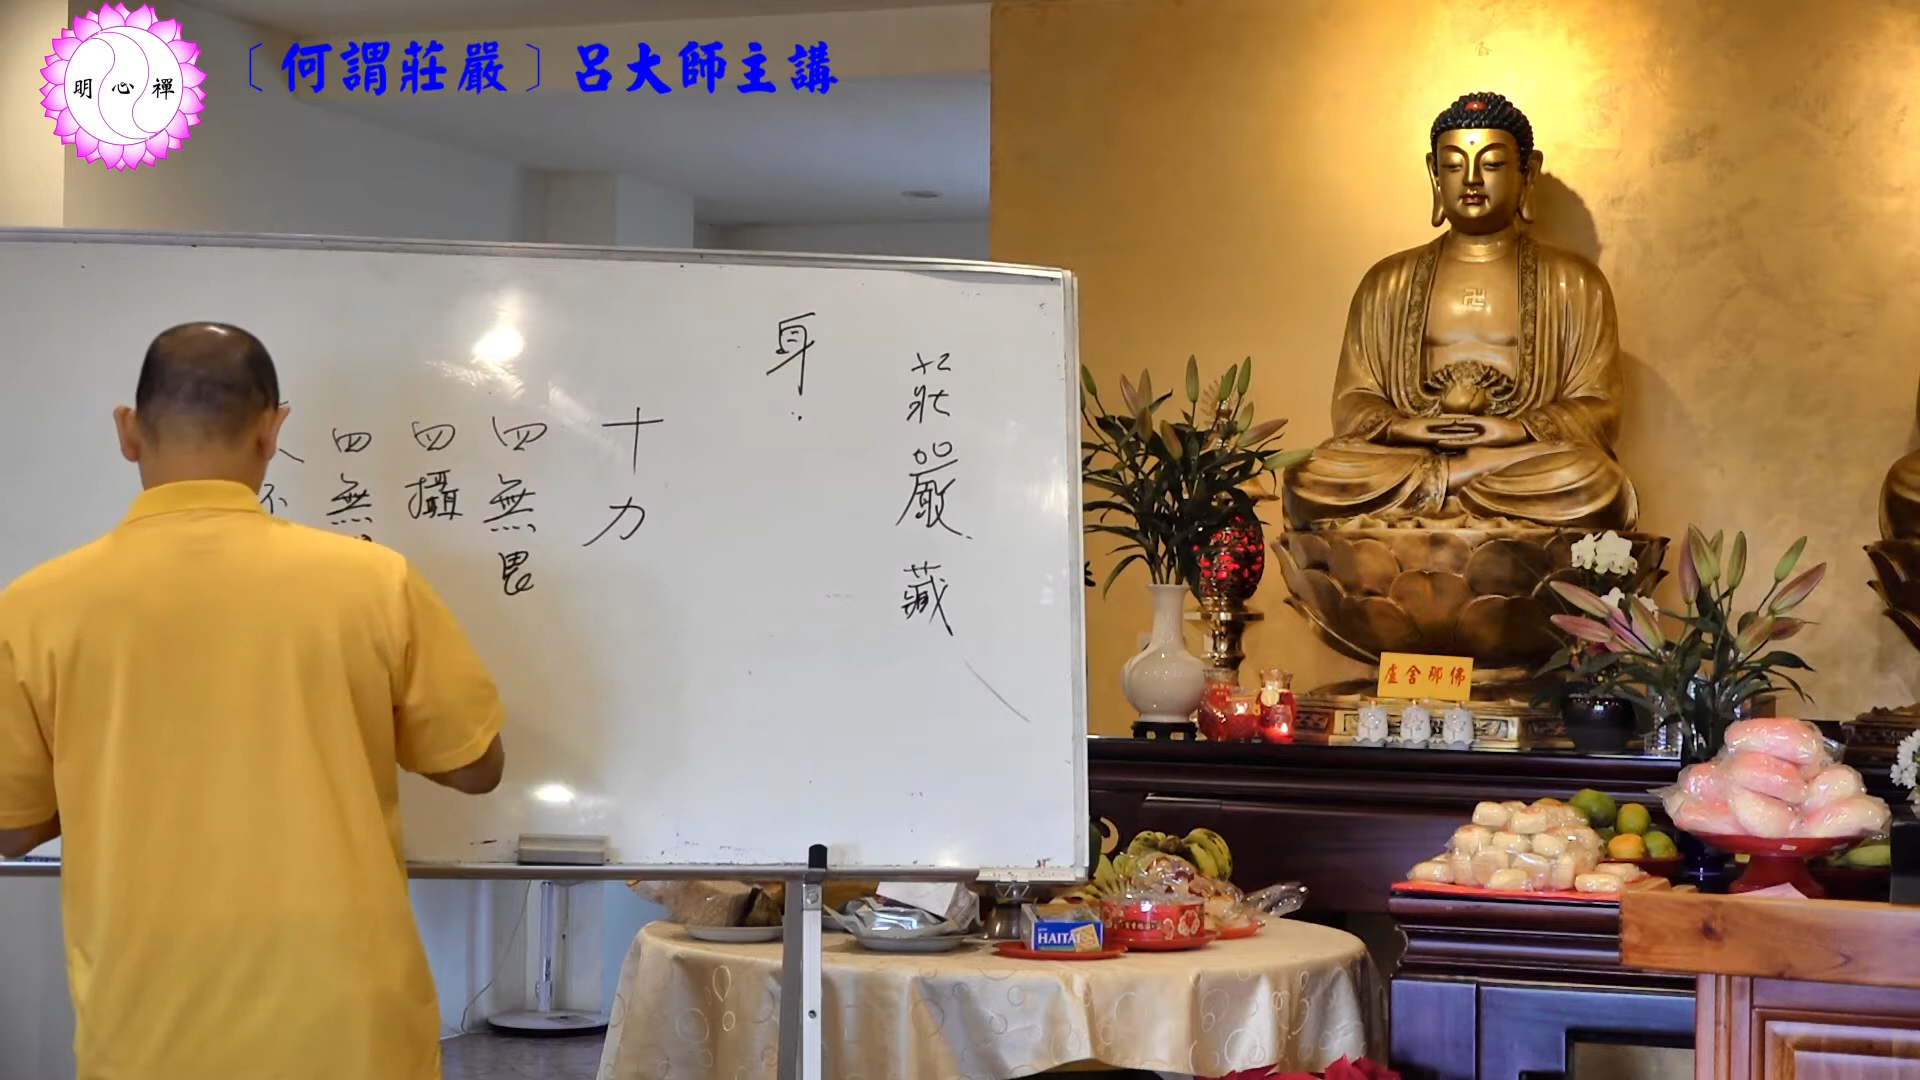 明心禪
〔何謂莊嚴〕呂大師主講
莊嚴藏
身:
十力
四無畏
四攝
四無
盧舍那佛
卍
HAITAI